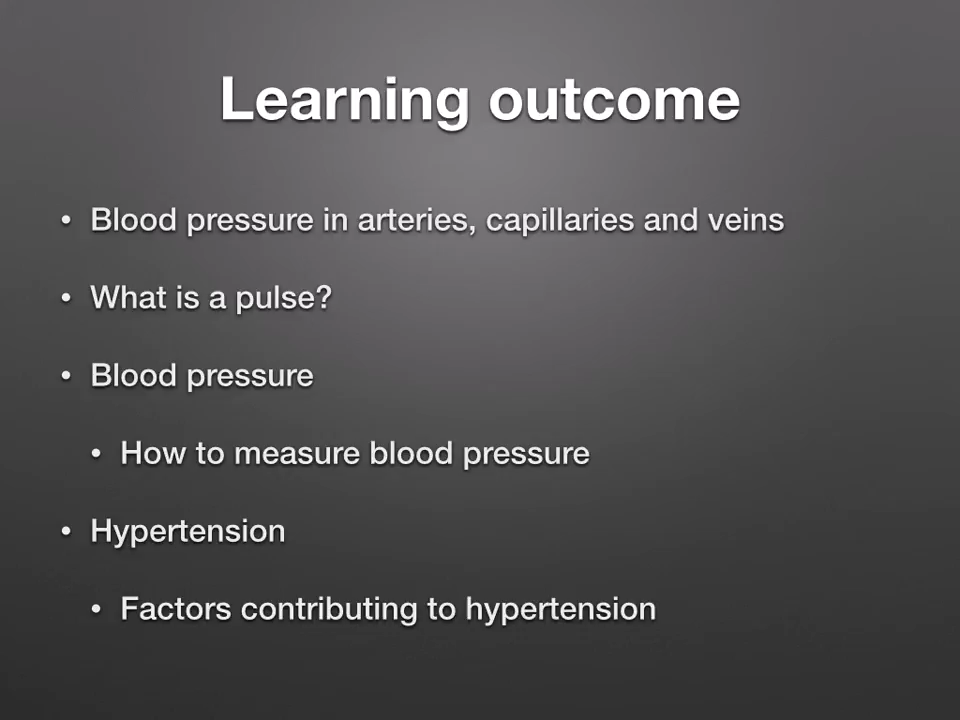 Learning outcome
• Blood pressure in arteries, capillaries and veins
• What is a pulse?
• Blood pressure
• How to measure blood pressure
• Hypertension
• Factors contributing to hypertension